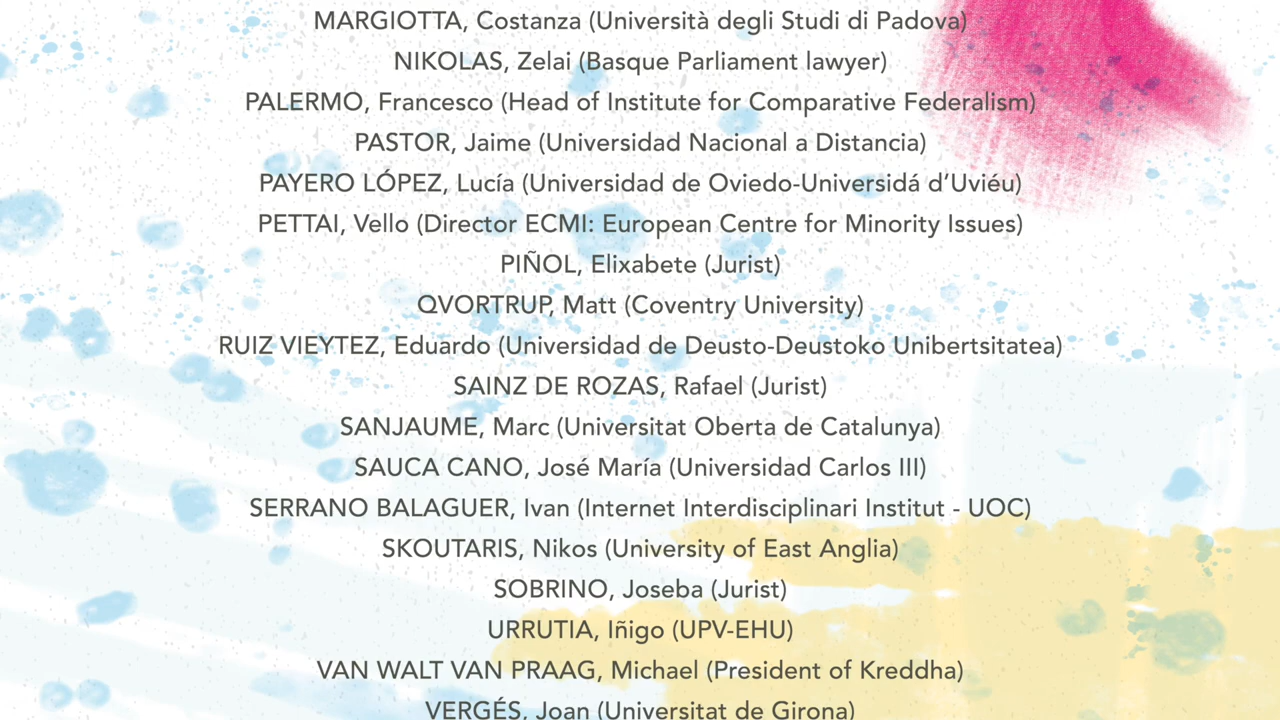 MARGIOTTA, Costanza (Università degli Studi di Padova)
NIKOLAS, Zelai (Basque Parliament lawyer)
PALERMO, Francesco (Head of Institute for Comparative Federalism)
PASTOR, Jaime (Universidad Nacional a Distancia)
PAYERO LÓPEZ, Lucía (Universidad de Oviedo-Universidá d’Uviéu)
PETTAI, Vello (Director ECMI: European Centre for Minority Issues)
PIÑOL, Elixabete (Jurist)
QVORTRUP, Matt (Coventry University)
RUIZ VIEYTEZ, Eduardo (Universidad de Deusto-Deustoko Unibertsitatea)
SAINZ DE ROZAS, Rafael (Jurist)
SANJAUME, Marc (Universitat Oberta de Catalunya)
SAUCA CANO, José María (Universidad Carlos III)
SERRANO BALAGUER, Ivan (Internet Interdisciplinari Institut - UOC)
SKOUTARIS, Nikos (University of East Anglia)
SOBRINO, Joseba (Jurist)
URRUTIA, Iñigo (UPV-EHU)
VAN WALT VAN PRAAG, Michael (President of Kreddha)
VERGÉS, Joan (Universitat de Girona)